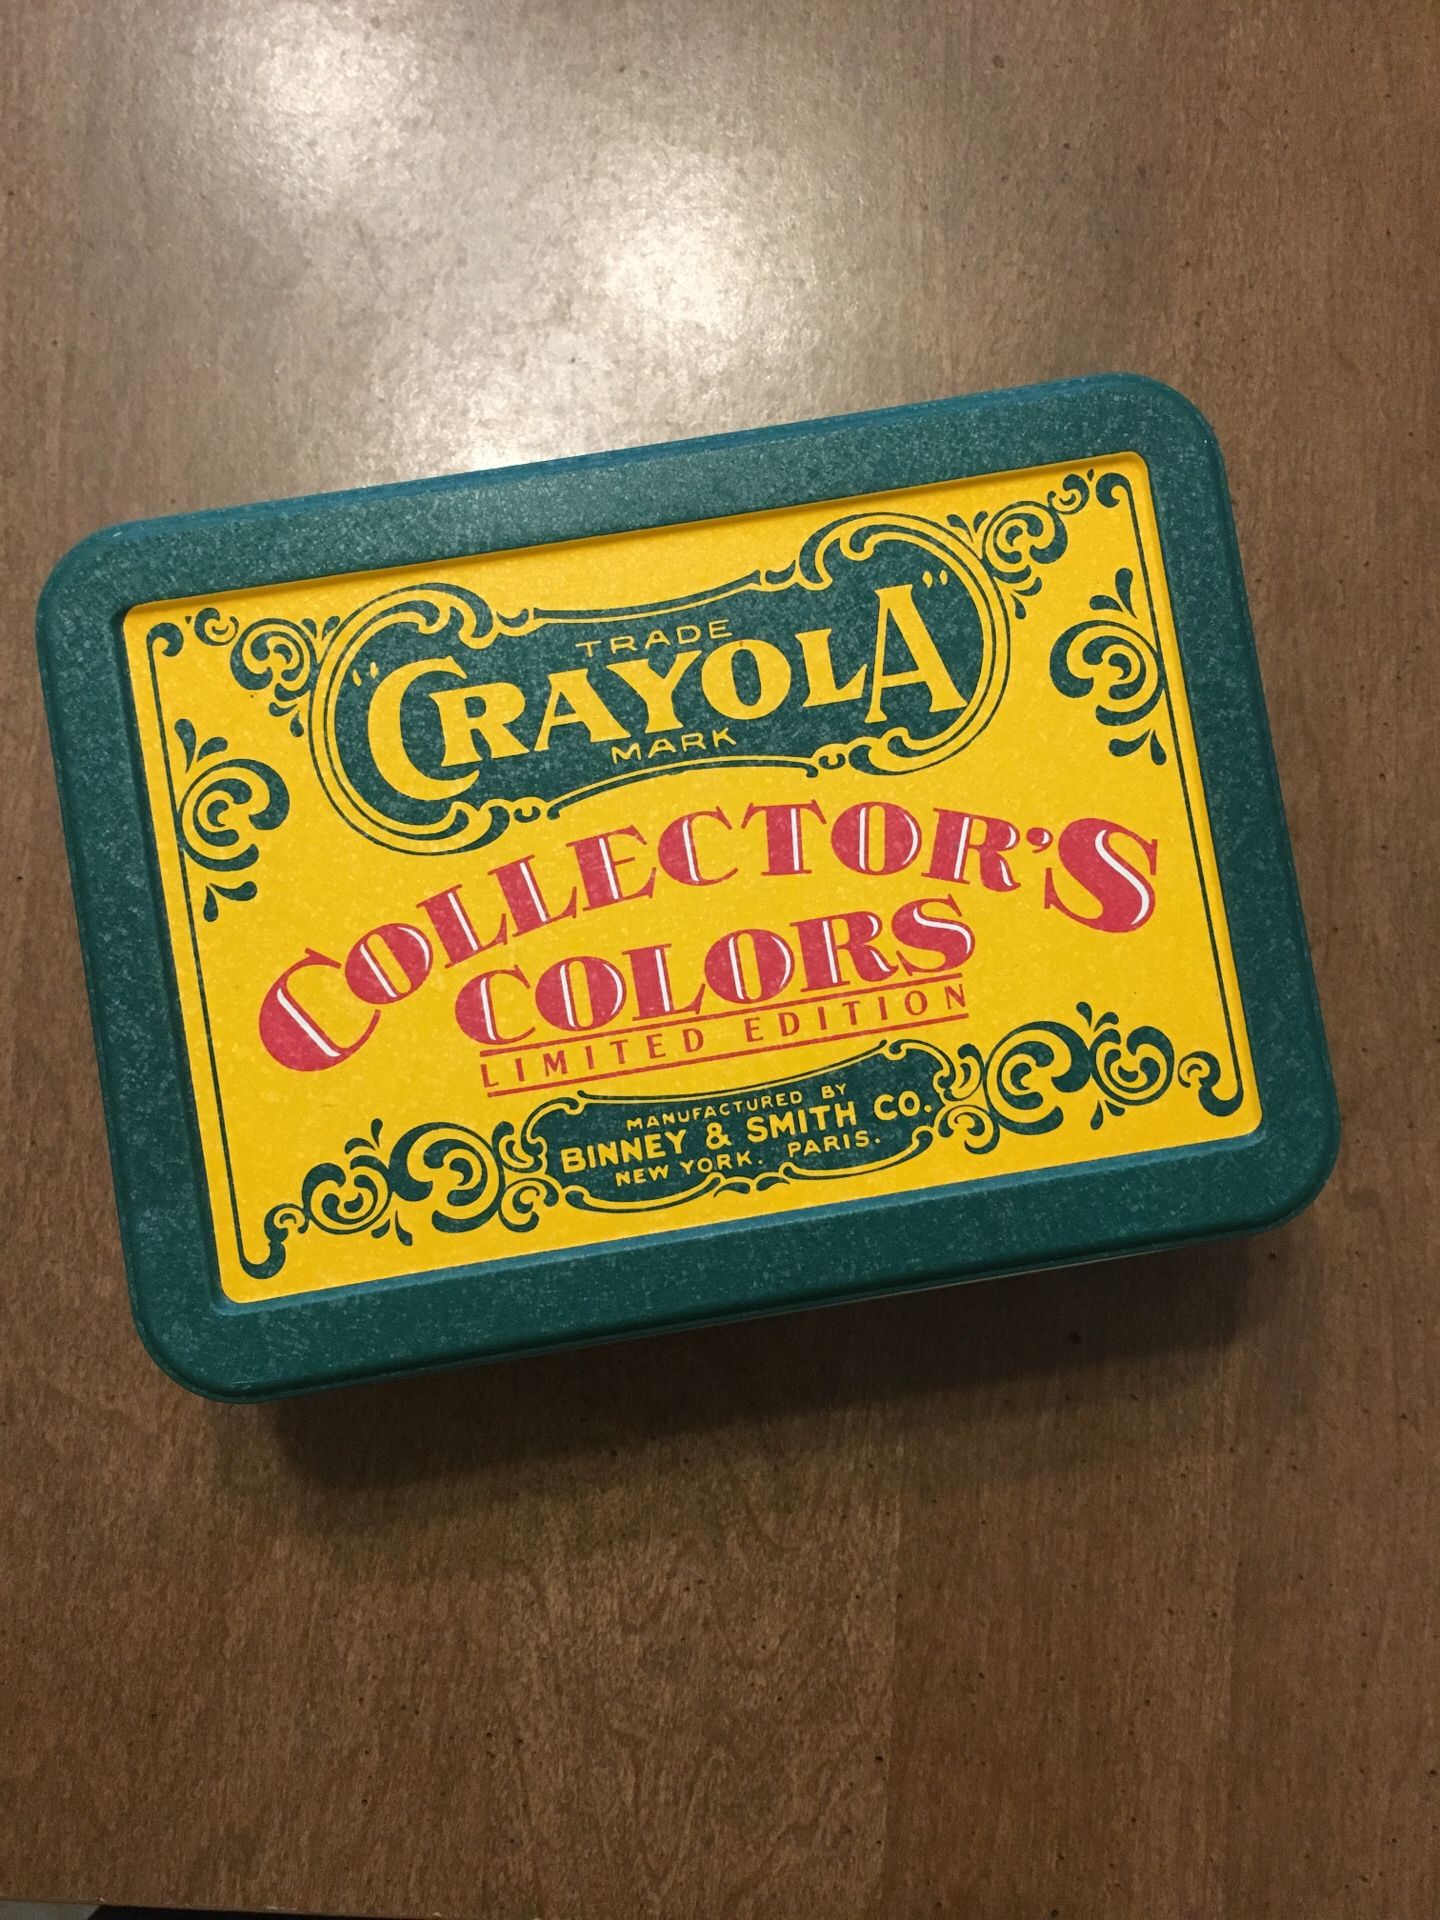 TRADE
“CRAYOLA”
MARK
COLLECTOR'S
COLORS
LIMITED EDITION
MANUFACTURED BY
BINNEY & SMITH CO.
NEW YORK. PARIS.